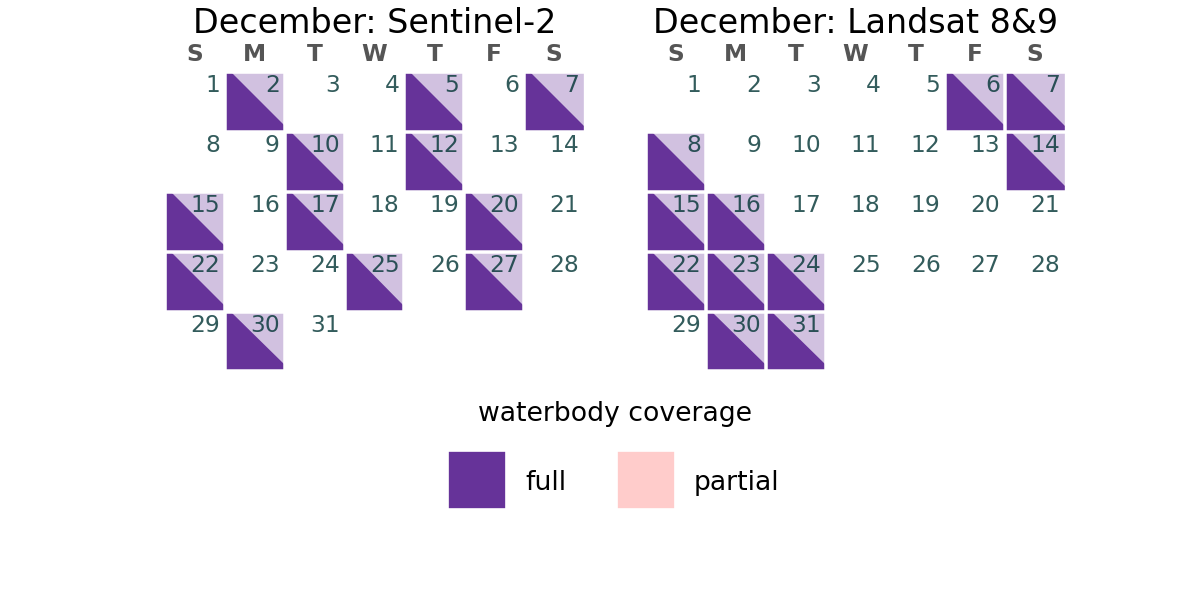 December: Sentinel-2
S M T W T F S
1 2 3 4 5 6 7
8 9 10 11 12 13 14
15 16 17 18 19 20 21
22 23 24 25 26 27 28
29 30 31
December: Landsat 8&9
S M T W T F S
1 2 3 4 5 6 7
8 9 10 11 12 13 14
15 16 17 18 19 20 21
22 23 24 25 26 27 28
29 30 31
waterbody coverage
full
partial